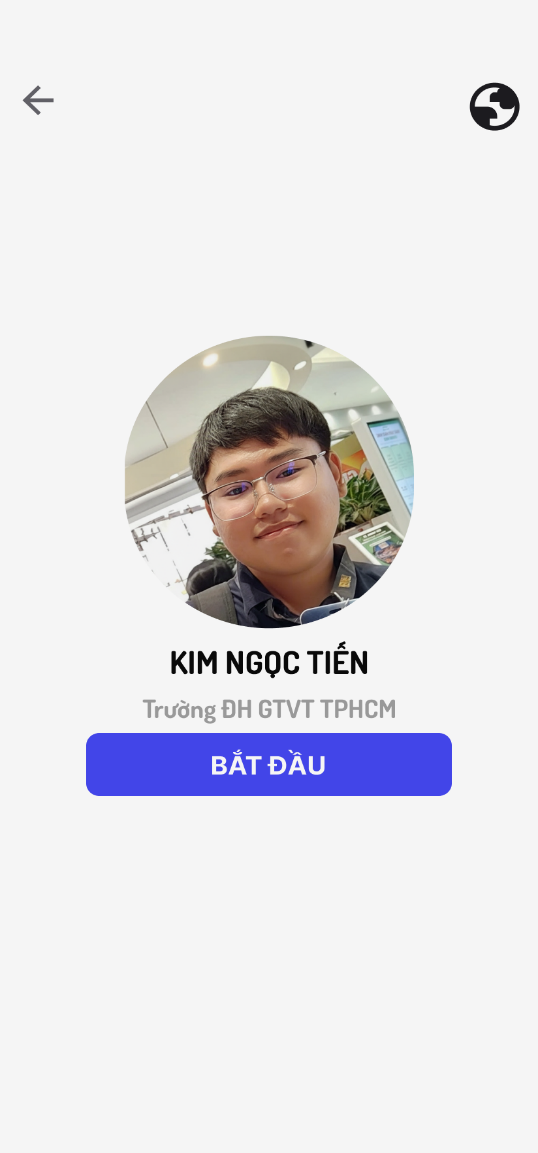 KIM NGỌC TIẾN
Trường ĐH GTVT TPHCM
BẮT ĐẦU